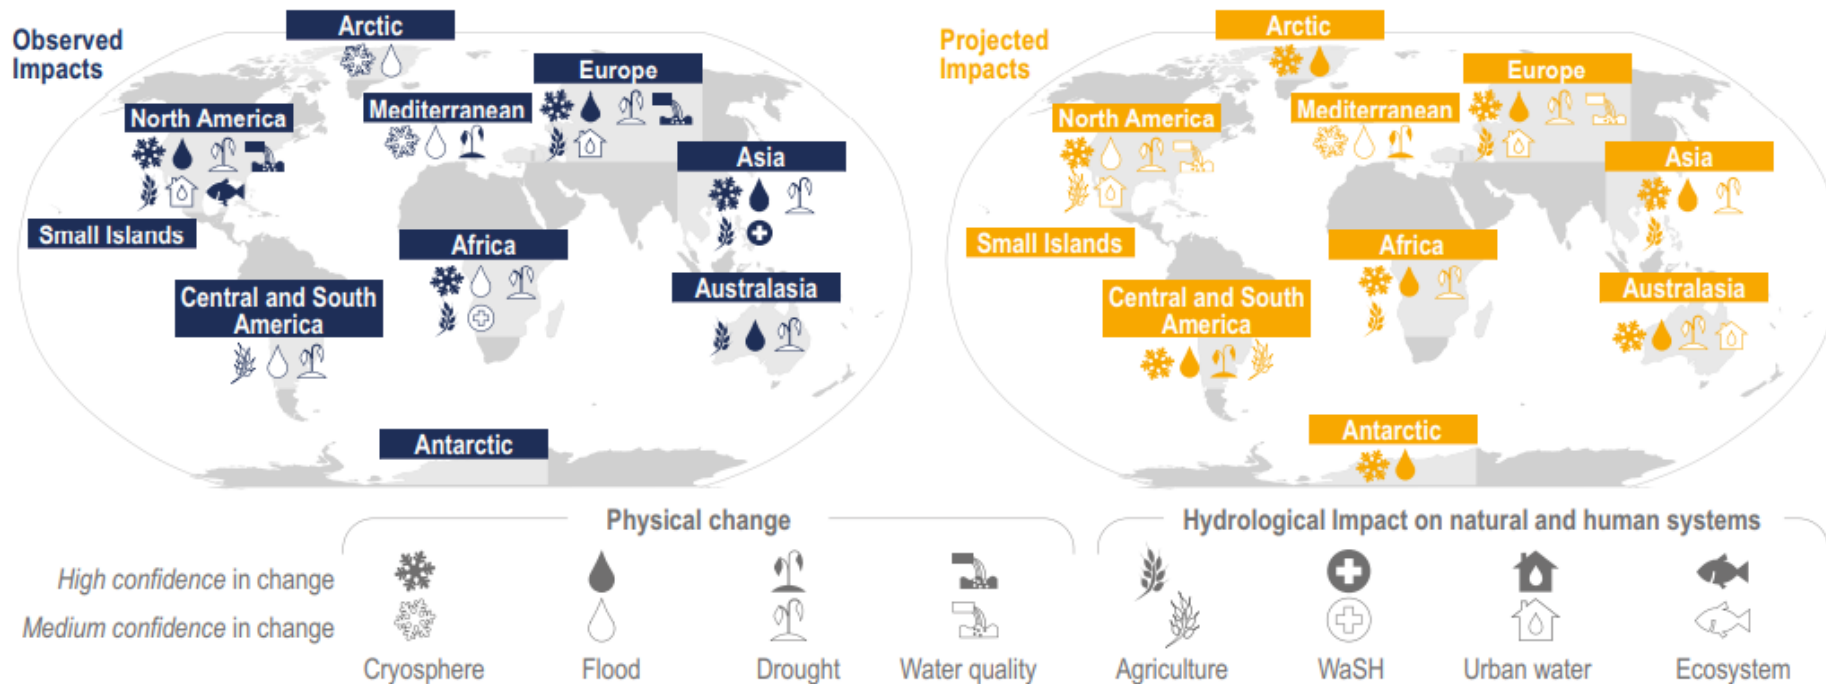 Observed
Impacts
Arctic
Europe
Mediterranean
North America
Asia
Small Islands
Africa
Central and South
America
Australasia
Antarctic
Projected
Impacts
Arctic
Europe
Mediterranean
North America
Asia
Small Islands
Africa
Central and South
America
Australasia
Antarctic
Physical change
Hydrological Impact on natural and human systems
High confidence in change
Medium confidence in change
Cryosphere
Flood
Drought
Water quality
Agriculture
WaSH
Urban water
Ecosystem